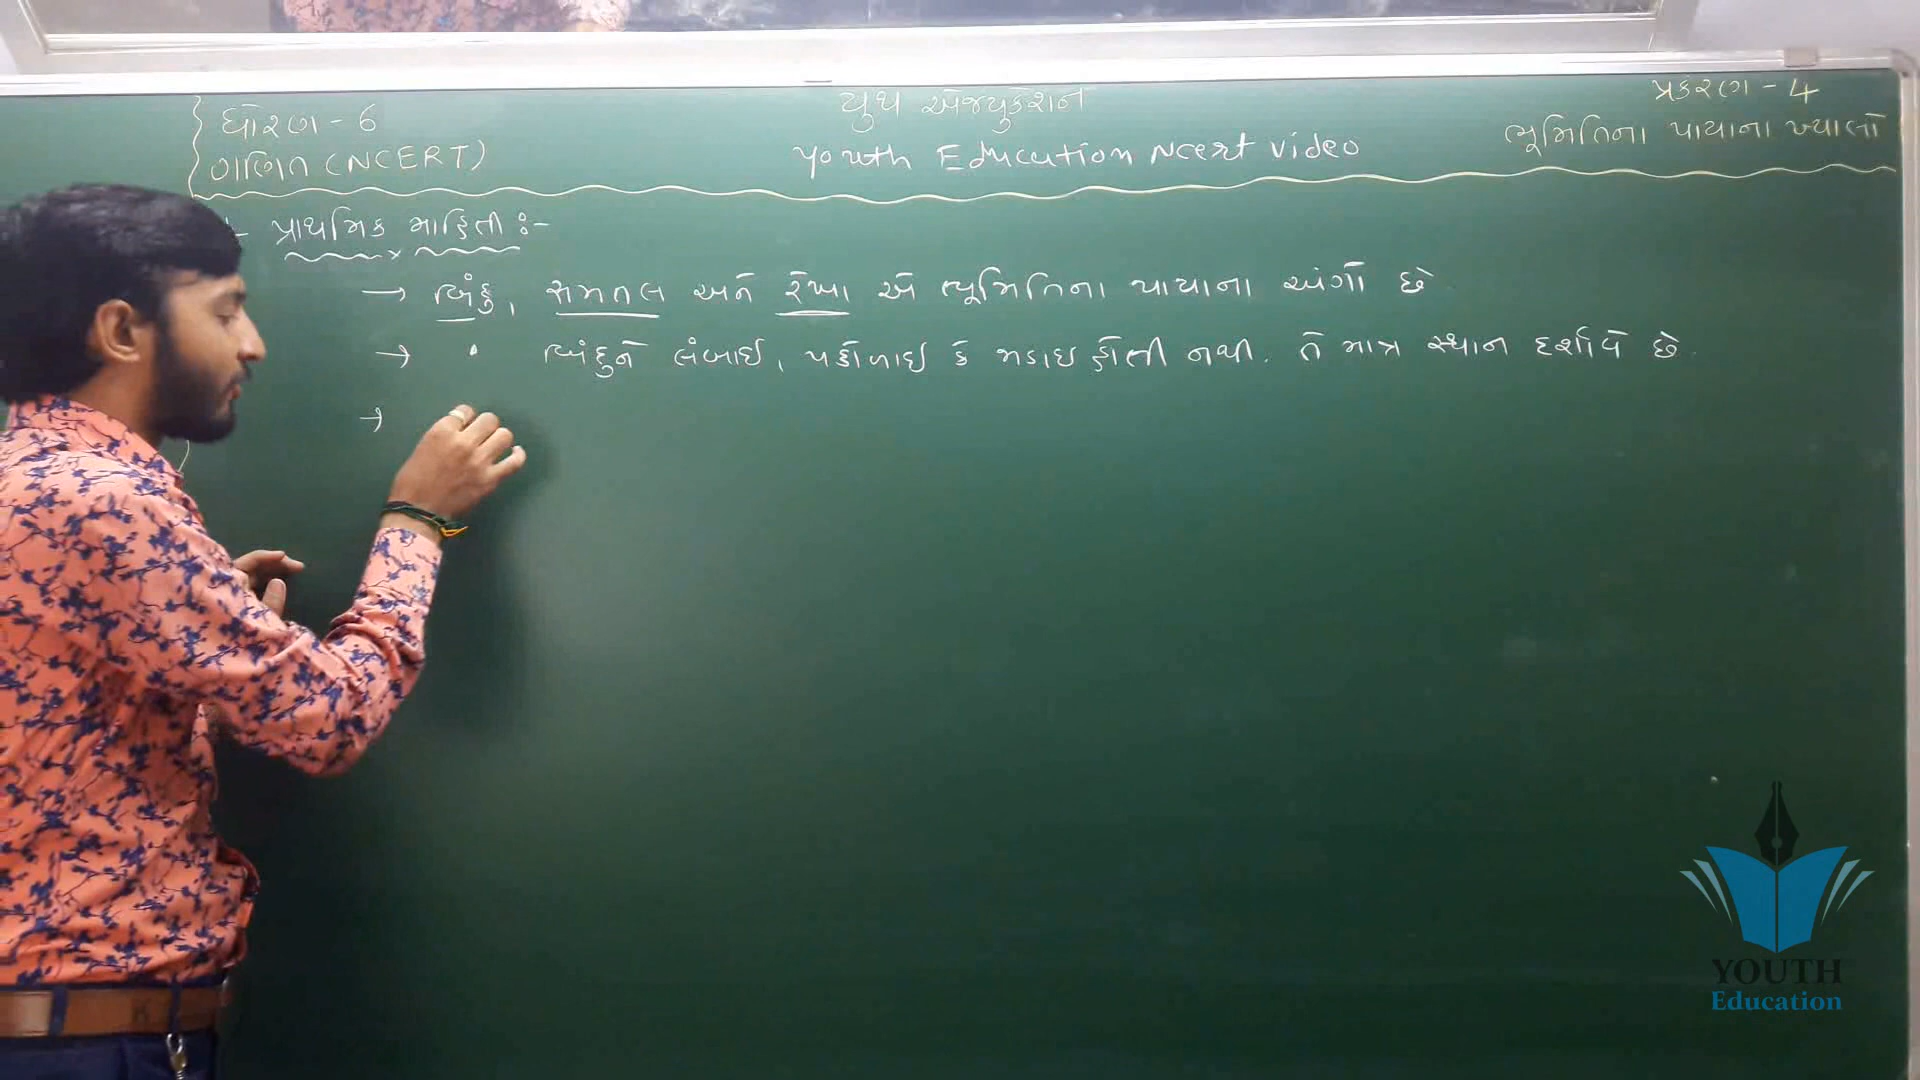 ધોરણ - 6
ગણિત (NCERT)
યુથ એજ્યુકેશન
Youth Education Ncert video
પ્રકરણ - 4
ભૂમિતિના પાયાના ખ્યાલો
પ્રાથમિક માહિતી :-
→ બિંદુ, સમતલ અને રેખા એ ભૂમિતિના પાયાના અંગો છે
→ • બિંદુને લંબાઈ, પહોળાઈ કે જાડાઇ હોતી નથી. તે માત્ર સ્થાન દર્શાવે છે.
→
YOUTH
Education